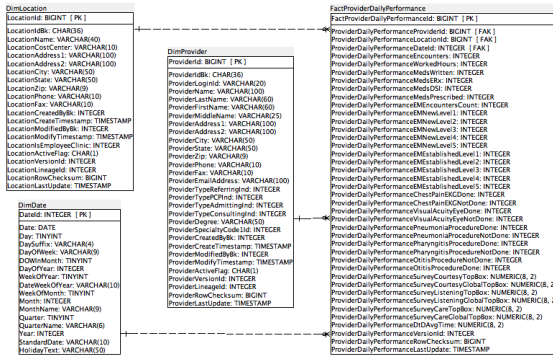 DimLocation
LocationId: BIGINT [ PK ]
LocationIdBk: CHAR(36)
LocationName: VARCHAR(40)
LocationCostCenter: VARCHAR(10)
LocationAddress1: VARCHAR(100)
LocationAddress2: VARCHAR(100)
LocationCity: VARCHAR(50)
LocationState: VARCHAR(50)
LocationZip: VARCHAR(9)
LocationPhone: VARCHAR(10)
LocationFax: VARCHAR(10)
LocationCreatedByBk: INTEGER
LocationCreateTimestamp: TIMESTAMP
LocationModifiedByBk: INTEGER
LocationModifyTimestamp: TIMESTAMP
LocationIsEmployeeClinic: INTEGER
LocationActiveFlag: CHAR(1)
LocationVersionId: INTEGER
LocationLineageId: INTEGER
LocationRowChecksum: BIGINT
LocationLastUpdate: TIMESTAMP
DimDate
DateId: INTEGER [ PK ]
Date: DATE
Day: TINYINT
DaySuffix: VARCHAR(4)
DayOfWeek: VARCHAR(9)
DOWInMonth: TINYINT
DayOfYear: INTEGER
WeekOfYear: TINYINT
DateWeekOfYear: VARCHAR(10)
WeekOfMonth: TINYINT
Month: INTEGER
MonthName: VARCHAR(9)
Quarter: TINYINT
QuarterName: VARCHAR(6)
Year: INTEGER
StandardDate: VARCHAR(10)
HolidayText: VARCHAR(50)
DimProvider
ProviderId: BIGINT [ PK ]
ProviderIdBk: CHAR(36)
ProviderLoginId: VARCHAR(20)
ProviderName: VARCHAR(100)
ProviderLastName: VARCHAR(60)
ProviderFirstName: VARCHAR(60)
ProviderMiddleName: VARCHAR(25)
ProviderAddress1: VARCHAR(100)
ProviderAddress2: VARCHAR(100)
ProviderCity: VARCHAR(50)
ProviderState: VARCHAR(50)
ProviderZip: VARCHAR(9)
ProviderPhone: VARCHAR(10)
ProviderFax: VARCHAR(10)
ProviderEmailAddress: VARCHAR(100)
ProviderTypeReferringInd: INTEGER
ProviderTypePCPInd: INTEGER
ProviderTypeAdmittingInd: INTEGER
ProviderTypeConsultingInd: INTEGER
ProviderDegree: VARCHAR(50)
ProviderSpecialtyCode1Id: INTEGER
ProviderCreatedByBk: INTEGER
ProviderCreateTimestamp: TIMESTAMP
ProviderModifiedByBk: INTEGER
ProviderModifyTimestamp: TIMESTAMP
ProviderActiveFlag: CHAR(1)
ProviderVersionId: INTEGER
ProviderLineageId: INTEGER
ProviderRowChecksum: BIGINT
ProviderLastUpdate: TIMESTAMP
FactProviderDailyPerformance
FactProviderDailyPerformanceId: BIGINT [ PK ]
ProviderDailyPerformanceProviderId: BIGINT [ FAK ]
ProviderDailyPerformanceLocationId: BIGINT [ FAK ]
ProviderDailyPerformanceDateId: INTEGER [ FAK ]
ProviderDailyPerformanceEncounters: INTEGER
ProviderDailyPerformanceWorkedHours: INTEGER
ProviderDailyPerformanceMedsWritten: INTEGER
ProviderDailyPerformanceMedsERx: INTEGER
ProviderDailyPerformanceMedsDSI: INTEGER
ProviderDailyPerformanceMedsPrescribed: INTEGER
ProviderDailyPerformanceEMEncountersCount: INTEGER
ProviderDailyPerformanceEMNewLevel1: INTEGER
ProviderDailyPerformanceEMNewLevel2: INTEGER
ProviderDailyPerformanceEMNewLevel3: INTEGER
ProviderDailyPerformanceEMNewLevel4: INTEGER
ProviderDailyPerformanceEMNewLevel5: INTEGER
ProviderDailyPerformanceEMEstablishedLevel1: INTEGER
ProviderDailyPerformanceEMEstablishedLevel2: INTEGER
ProviderDailyPerformanceEMEstablishedLevel3: INTEGER
ProviderDailyPerformanceEMEstablishedLevel4: INTEGER
ProviderDailyPerformanceEMEstablishedLevel5: INTEGER
ProviderDailyPerformanceChestPainEKGDone: INTEGER
ProviderDailyPerformanceChestPainEKGNotDone: INTEGER
ProviderDailyPerformanceVisualAcuityEyeDone: INTEGER
ProviderDailyPerformanceVisualAcuityEyeNotDone: INTEGER
ProviderDailyPerformancePneumoniaProcedureDone: INTEGER
ProviderDailyPerformancePneumoniaProcedureNotDone: INTEGER
ProviderDailyPerformancePharyngitisProcedureDone: INTEGER
ProviderDailyPerformancePharyngitisProcedureNotDone: INTEGER
ProviderDailyPerformanceOtitisProcedureNotDone: INTEGER
ProviderDailyPerformanceOtitisProcedureDone: INTEGER
ProviderDailyPerformanceSurveyCourtesyTopBox: NUMERIC(8, 2)
ProviderDailyPerformanceSurveyCourtesyGlobalTopBox: NUMERIC(8, 2)
ProviderDailyPerformanceSurveyListeningTopBox: NUMERIC(8, 2)
ProviderDailyPerformanceSurveyListeningGlobalTopBox: NUMERIC(8, 2)
ProviderDailyPerformanceSurveyCareTopBox: NUMERIC(8, 2)
ProviderDailyPerformanceSurveyCareGlobalTopBox: NUMERIC(8, 2)
ProviderDailyPerformanceDtDAvgTime: NUMERIC(8, 2)
ProviderDailyPerformanceVersionId: INTEGER
ProviderDailyPerformanceRowChecksum: BIGINT
ProviderDailyPerformanceLastUpdate: TIMESTAMP